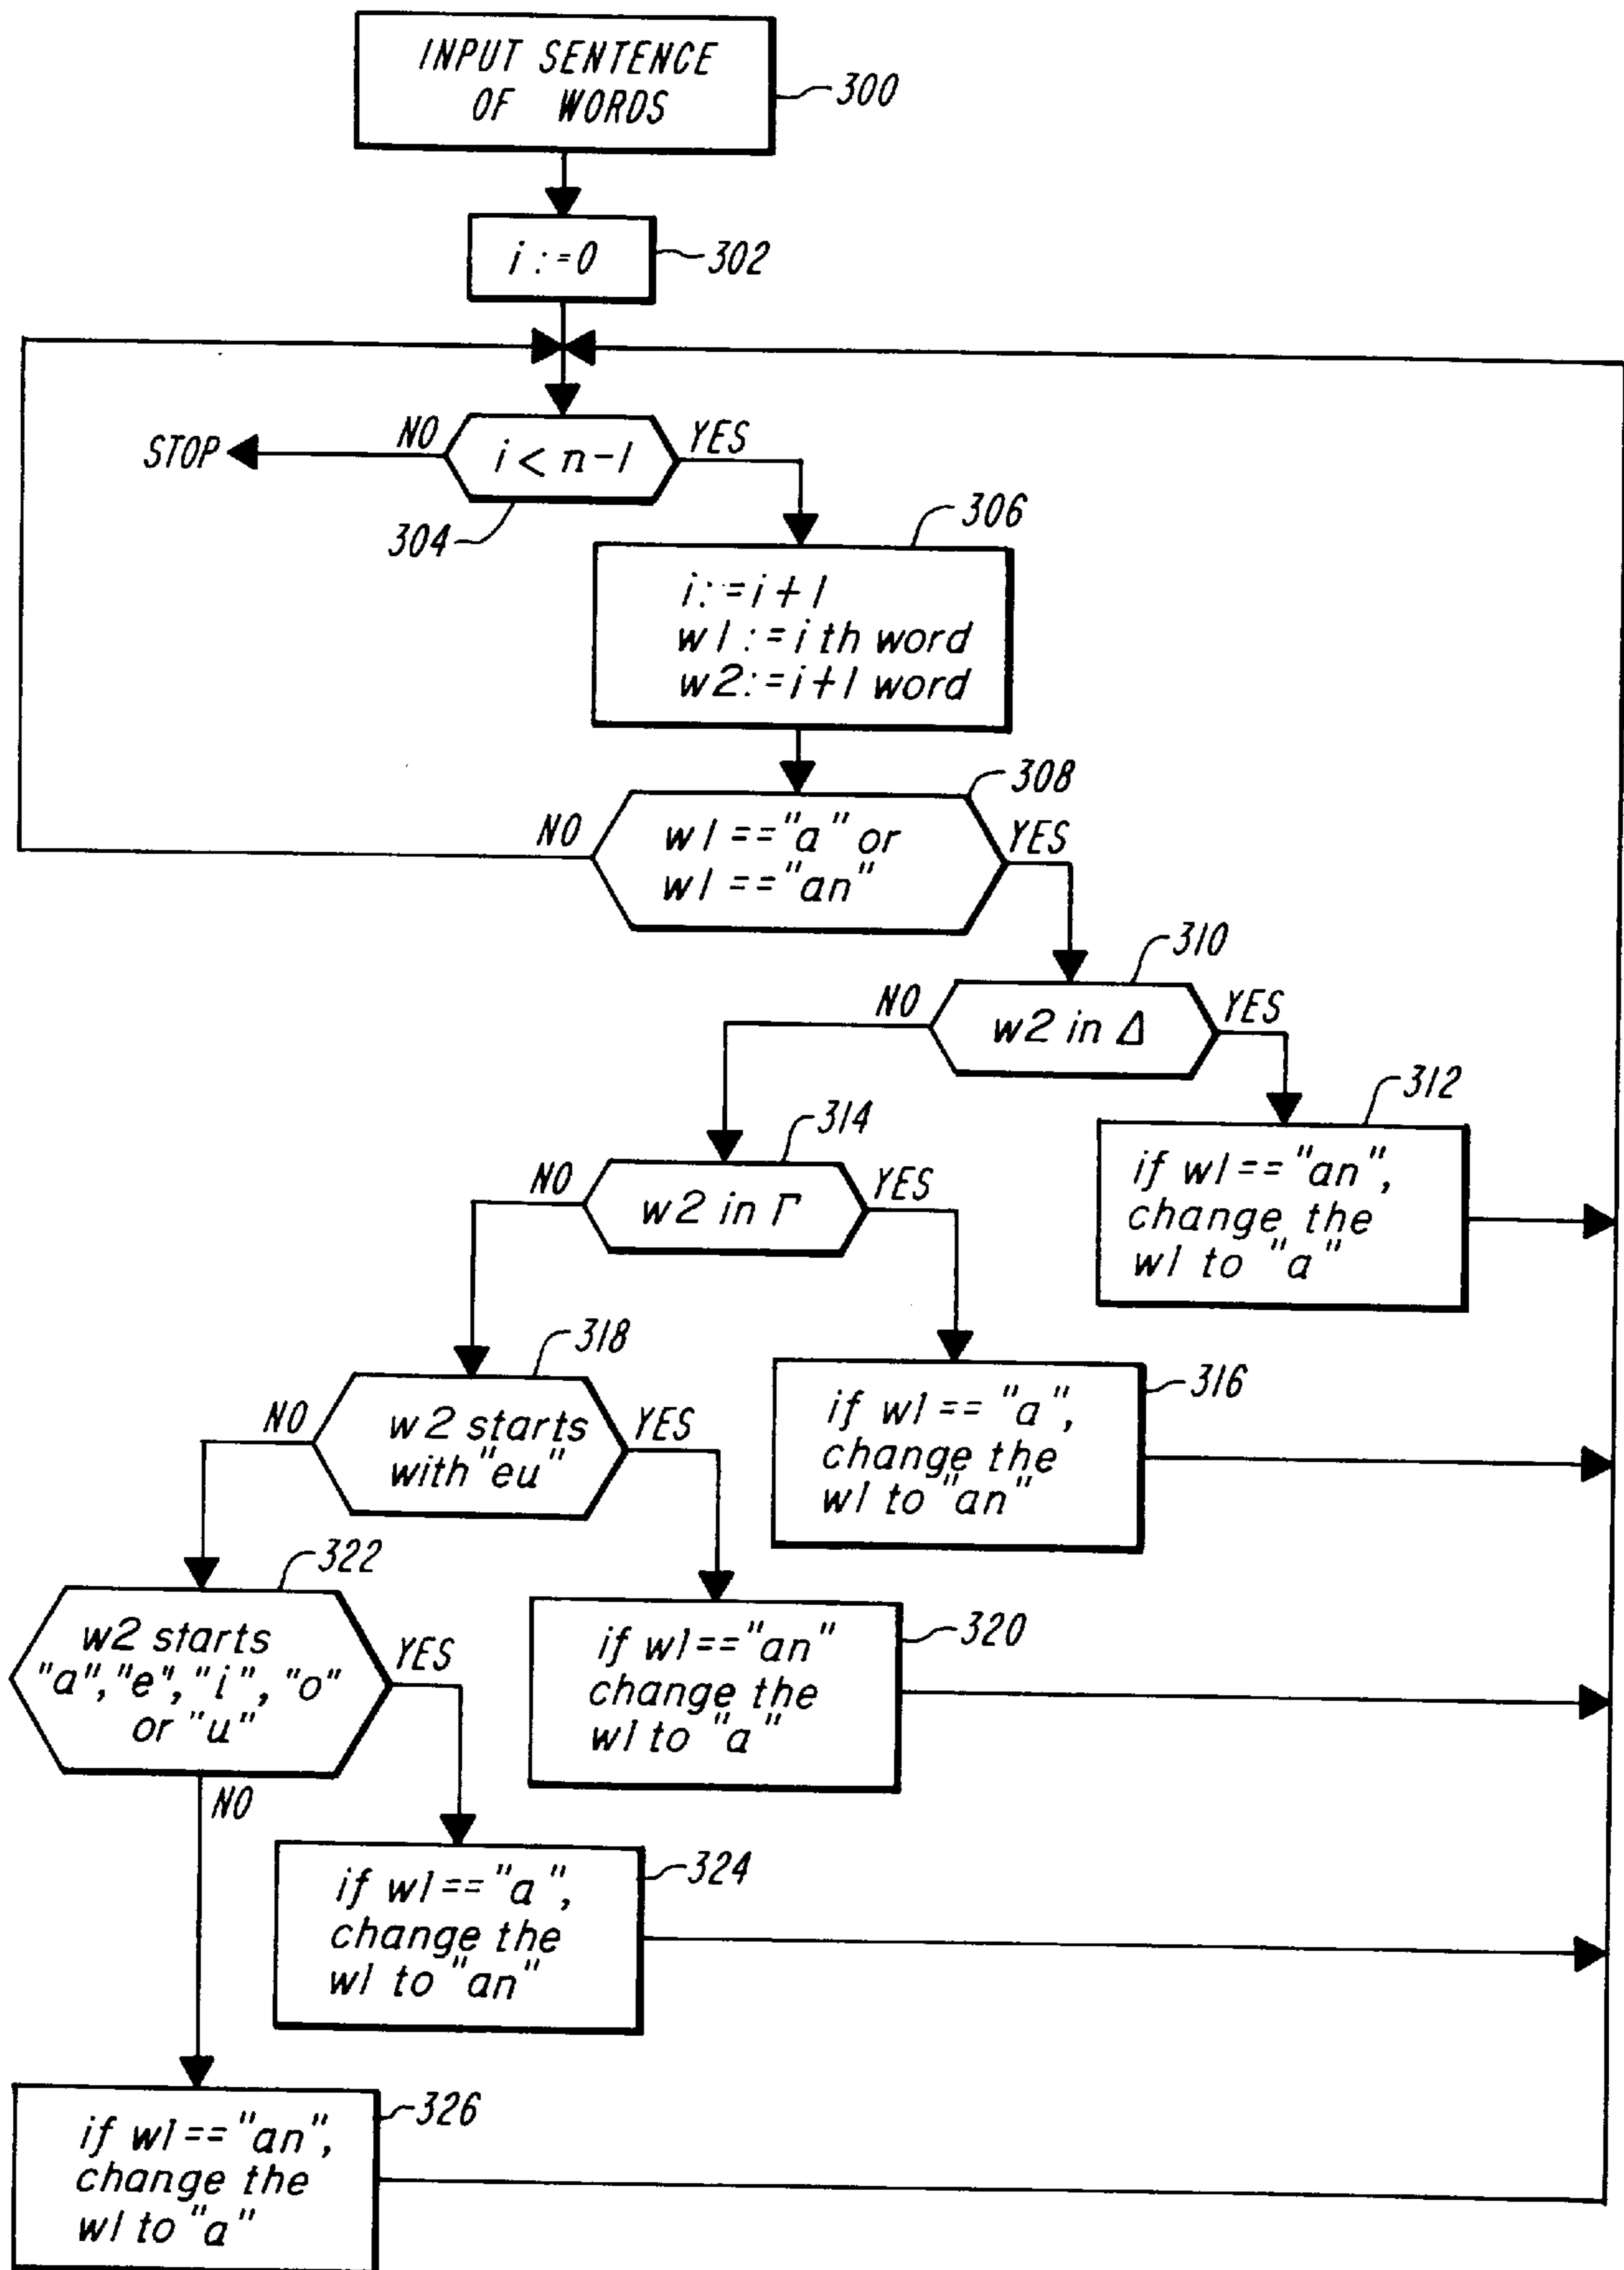 INPUT SENTENCE
OF WORDS
300
i:=0
302
NO
YES
STOP
i < n-1
304
306
i:=i+1
w1:=i th word
w2:=i+1 word
308
NO
w1=="a" or
w1=="an"
YES
310
NO
w2 in Δ
YES
312
if w1=="an",
change the
w1 to "a"
314
NO
w2 in Γ
YES
316
if w1=="a",
change the
w1 to "an"
318
NO
w2 starts
with "eu"
YES
320
if w1=="an"
change the
w1 to "a"
322
w2 starts
"a","e","i","o"
or "u"
YES
NO
324
if w1=="a",
change the
w1 to "an"
326
if w1=="an",
change the
w1 to "a"